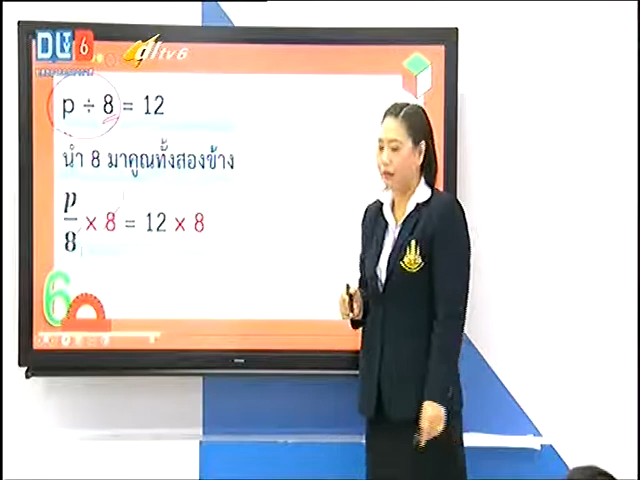 DLTV 6
dltv6
p ÷ 8 = 12
นำ 8 มาคูณทั้งสองข้าง
p/8 × 8 = 12 × 8
6